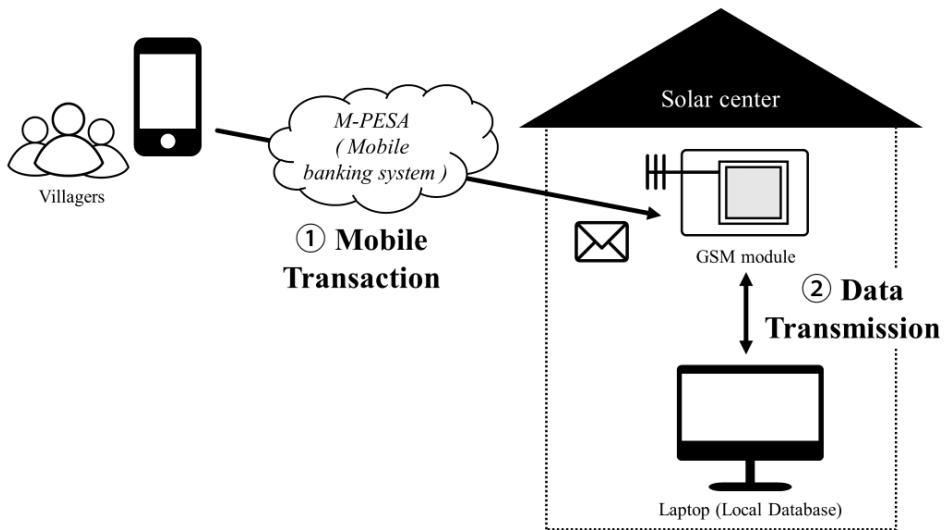 Villagers
M-PESA
( Mobile
banking system )
① Mobile
Transaction
Solar center
GSM module
② Data
Transmission
Laptop (Local Database)